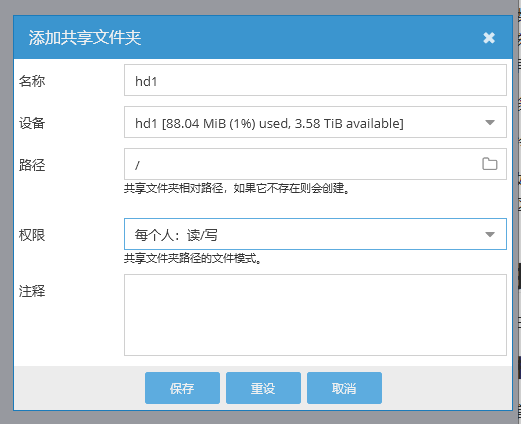 添加共享文件夹
名称 hd1
设备 hd1 [88.04 MiB (1%) used, 3.58 TiB available]
路径 /
共享文件夹相对路径，如果它不存在则会创建。
权限 每个人：读/写
共享文件夹路径的文件模式。
注释
保存 重设 取消